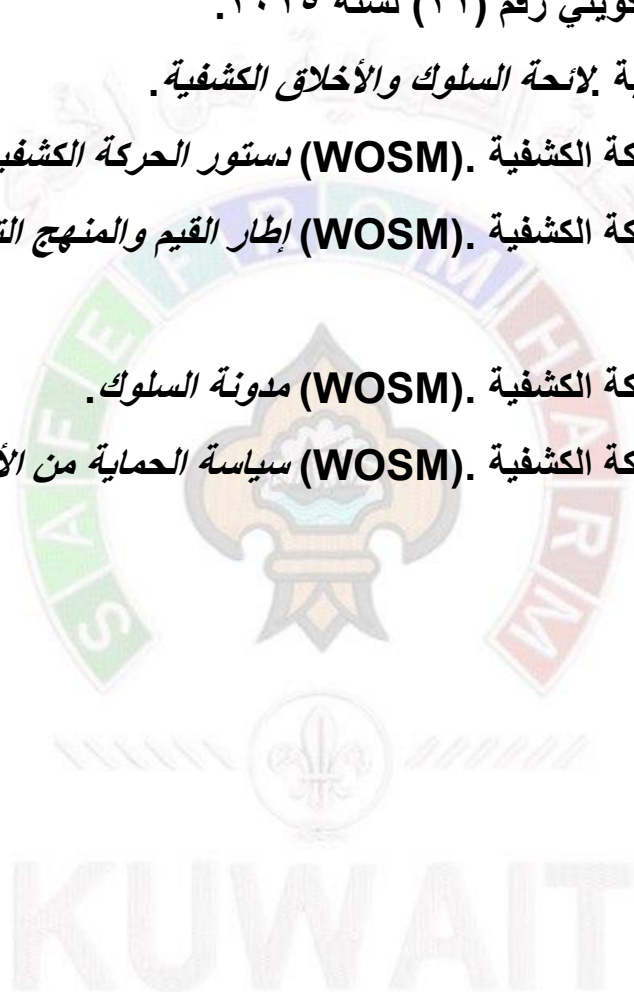 كويتي رقم (٢١) لسنة ٢٠١٥.
ية .لائحة السلوك والأخلاق الكشفية.
كة الكشفية .(WOSM) دستور الحركة الكشفي
كة الكشفية .(WOSM) إطار القيم والمنهج الت
كة الكشفية .(WOSM) مدونة السلوك.
كة الكشفية .(WOSM) سياسة الحماية من الأ
SAFE FROM HARM
KUWAIT